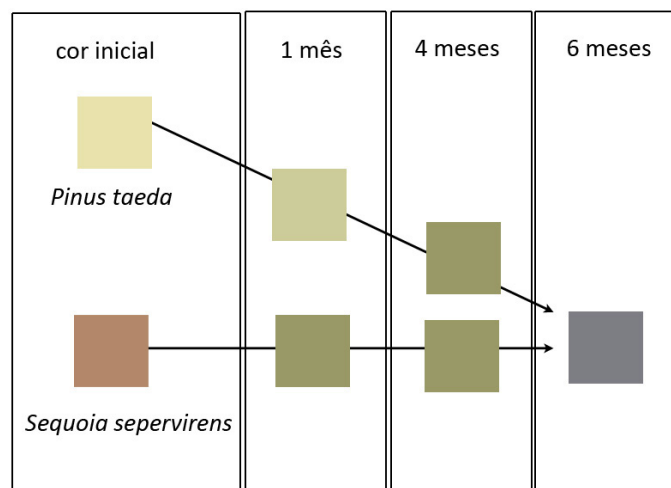 cor inicial
1 mês
4 meses
6 meses
Pinus taeda
Sequoia sepervirens